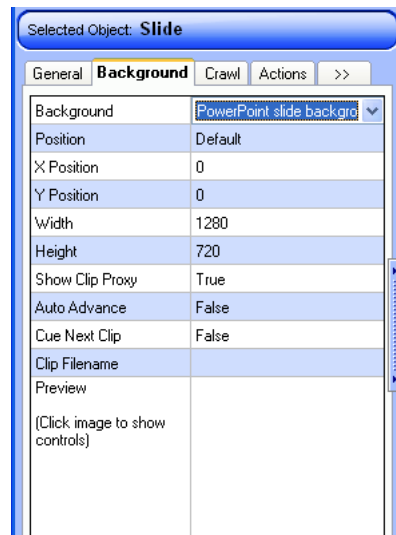 Selected Object: Slide
General Background Crawl Actions >>
Background PowerPoint slide backgro
Position Default
X Position 0
Y Position 0
Width 1280
Height 720
Show Clip Proxy True
Auto Advance False
Cue Next Clip False
Clip Filename
Preview
(Click image to show
controls)